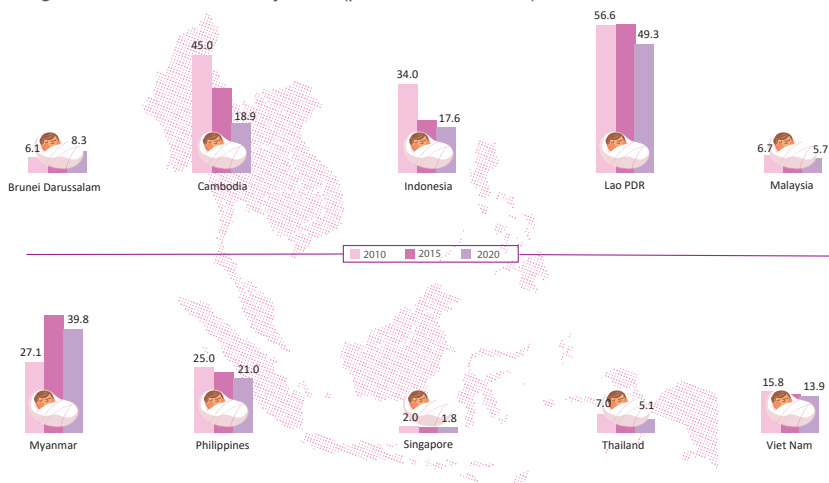 45.0
18.9
34.0
17.6
56.6
49.3
6.1
8.3
6.7
5.7
Brunei Darussalam
Cambodia
Indonesia
Lao PDR
Malaysia
2010 2015 2020
27.1
39.8
25.0
21.0
2.0
1.8
7.0
5.1
15.8
13.9
Myanmar
Philippines
Singapore
Thailand
Viet Nam